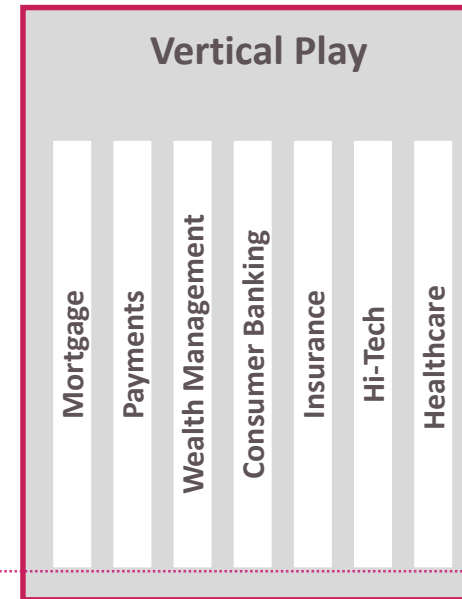 Vertical Play
Mortgage
Payments
Wealth Management
Consumer Banking
Insurance
Hi-Tech
Healthcare